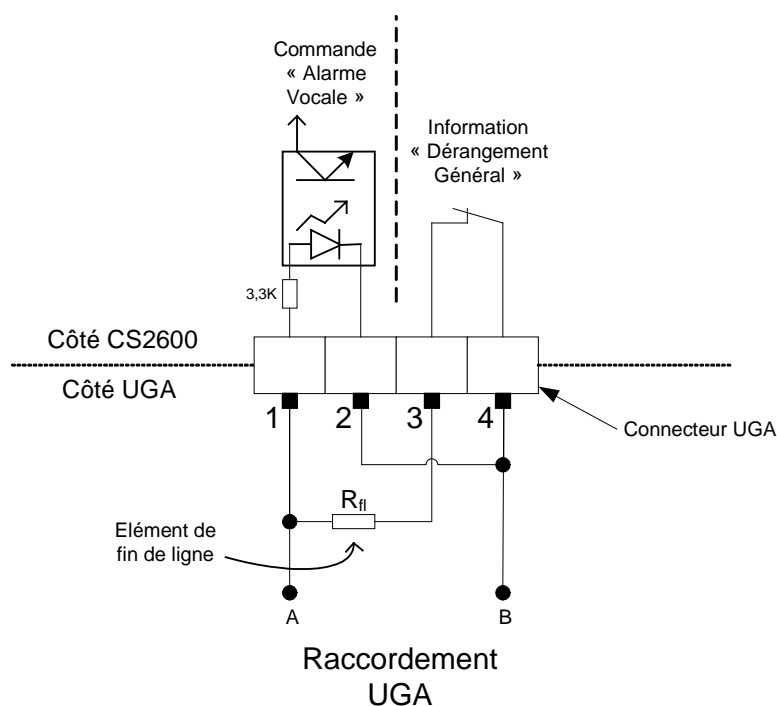 Commande
« Alarme
Vocale »
Information
« Dérangement
Général »
3,3K
Côté CS2600
Côté UGA
1
2
3
4
Connecteur UGA
Rfl
Elément de
fin de ligne
A
B
Raccordement
UGA